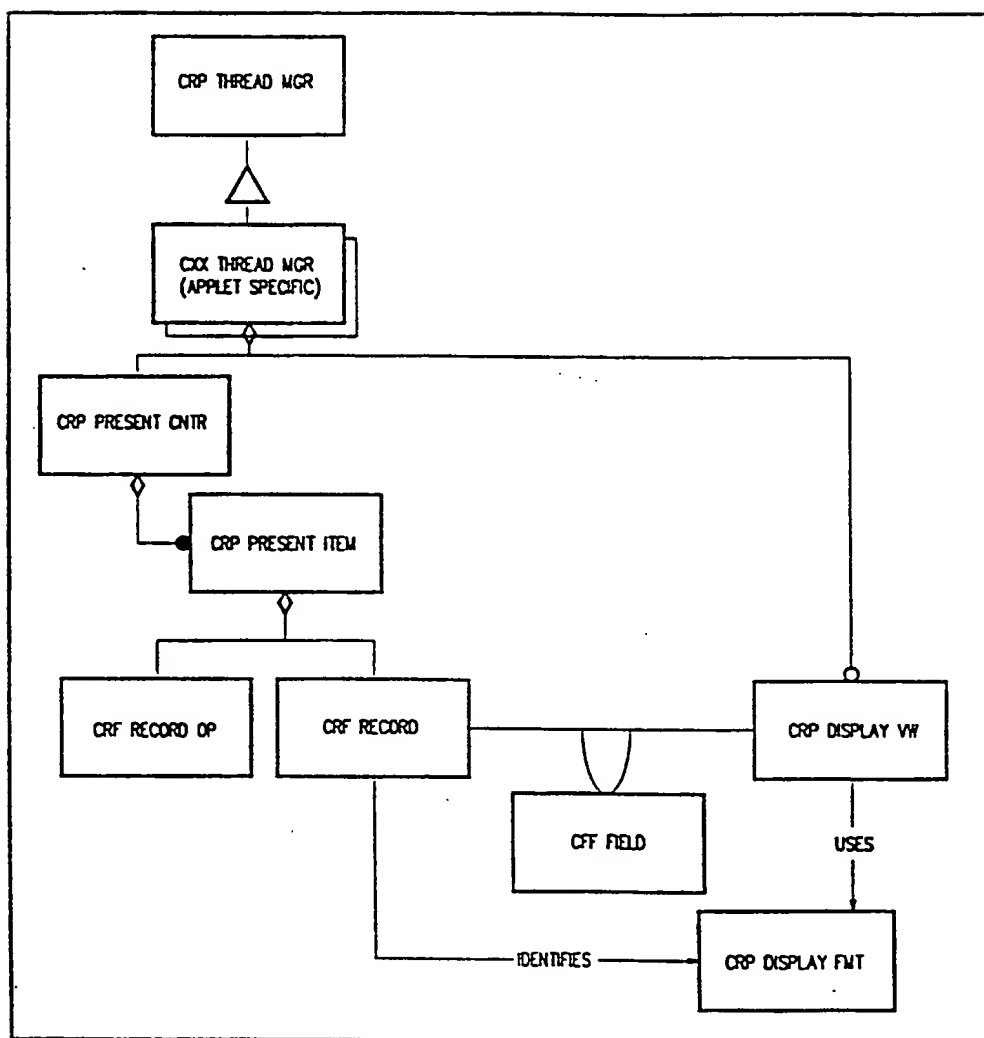 CRP THREAD MGR
CXX THREAD MGR
(APPLET SPECIFIC)
CRP PRESENT CNTR
CRP PRESENT ITEM
CRF RECORD OP
CRF RECORD
CRP DISPLAY VW
CFF FIELD
USES
IDENTIFIES
CRP DISPLAY FMT